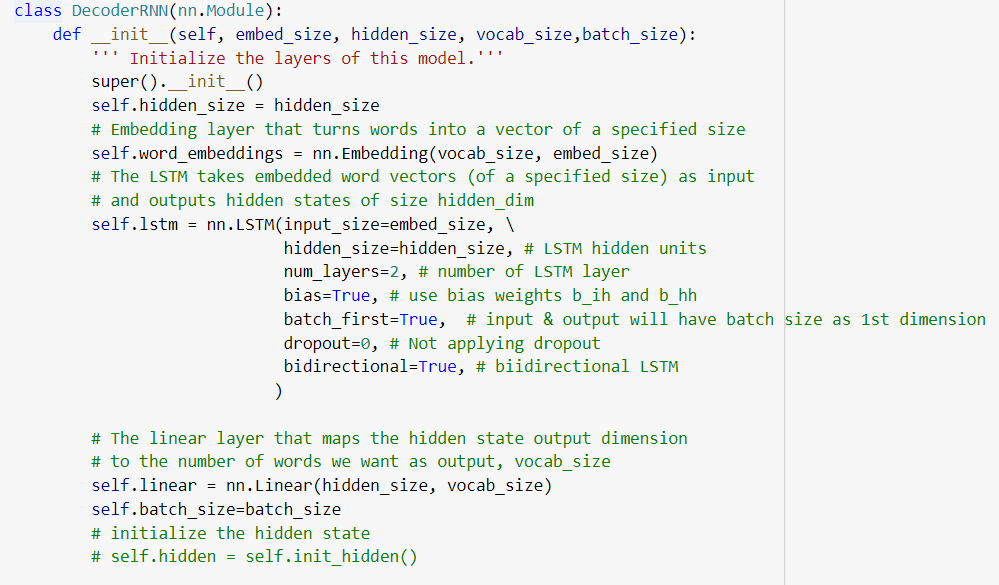 class DecoderRNN(nn.Module):
    def __init__(self, embed_size, hidden_size, vocab_size,batch_size):
        ''' Initialize the layers of this model.'''
        super().__init__()
        self.hidden_size = hidden_size
        # Embedding layer that turns words into a vector of a specified size
        self.word_embeddings = nn.Embedding(vocab_size, embed_size)
        # The LSTM takes embedded word vectors (of a specified size) as input
        # and outputs hidden states of size hidden_dim
        self.lstm = nn.LSTM(input_size=embed_size, \
                            hidden_size=hidden_size, # LSTM hidden units
                            num_layers=2, # number of LSTM layer
                            bias=True, # use bias weights b_ih and b_hh
                            batch_first=True,  # input & output will have batch size as 1st dimension
                            dropout=0, # Not applying dropout
                            bidirectional=True, # biidirectional LSTM
                           )

        # The linear layer that maps the hidden state output dimension
        # to the number of words we want as output, vocab_size
        self.linear = nn.Linear(hidden_size, vocab_size)
        self.batch_size=batch_size
        # initialize the hidden state
        # self.hidden = self.init_hidden()